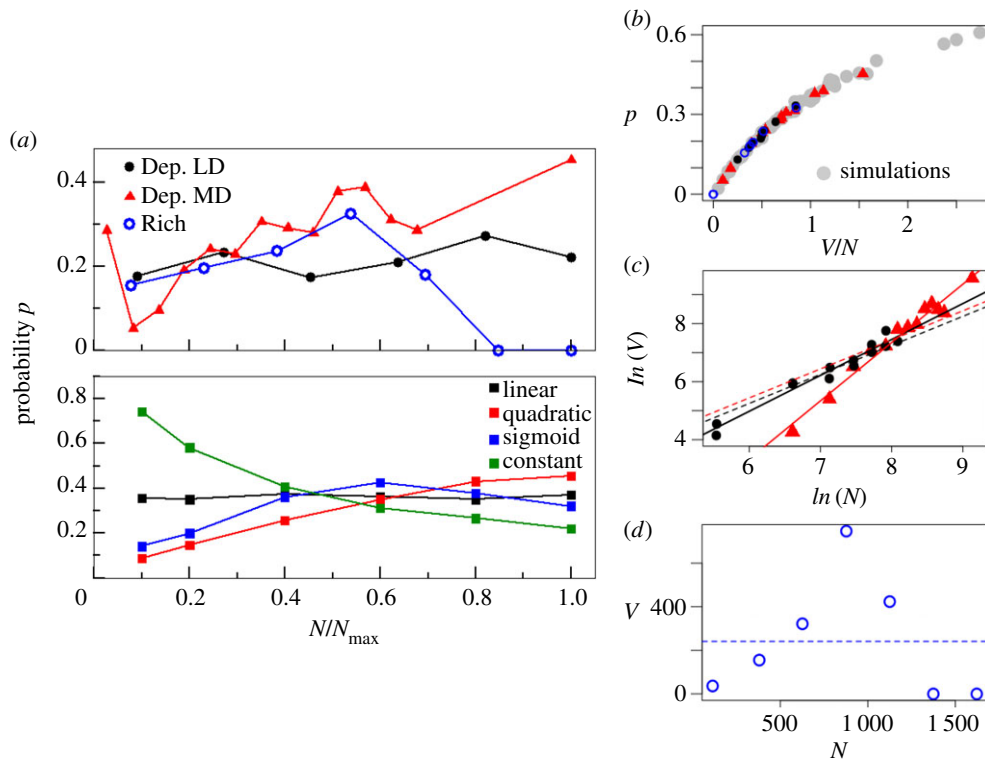 (a)
Dep. LD
Dep. MD
Rich
0.4
0.2
0
probability p
linear
quadratic
sigmoid
constant
0.8
0.6
0.4
0.2
0
0.2
0.4
0.6
0.8
1.0
N/Nmax
(b)
0.6
p
0.3
0
simulations
0
1
2
V/N
(c)
8
ln (V)
6
4
6
7
8
9
ln (N)
(d)
V
400
0
500
1 000
1 500
N